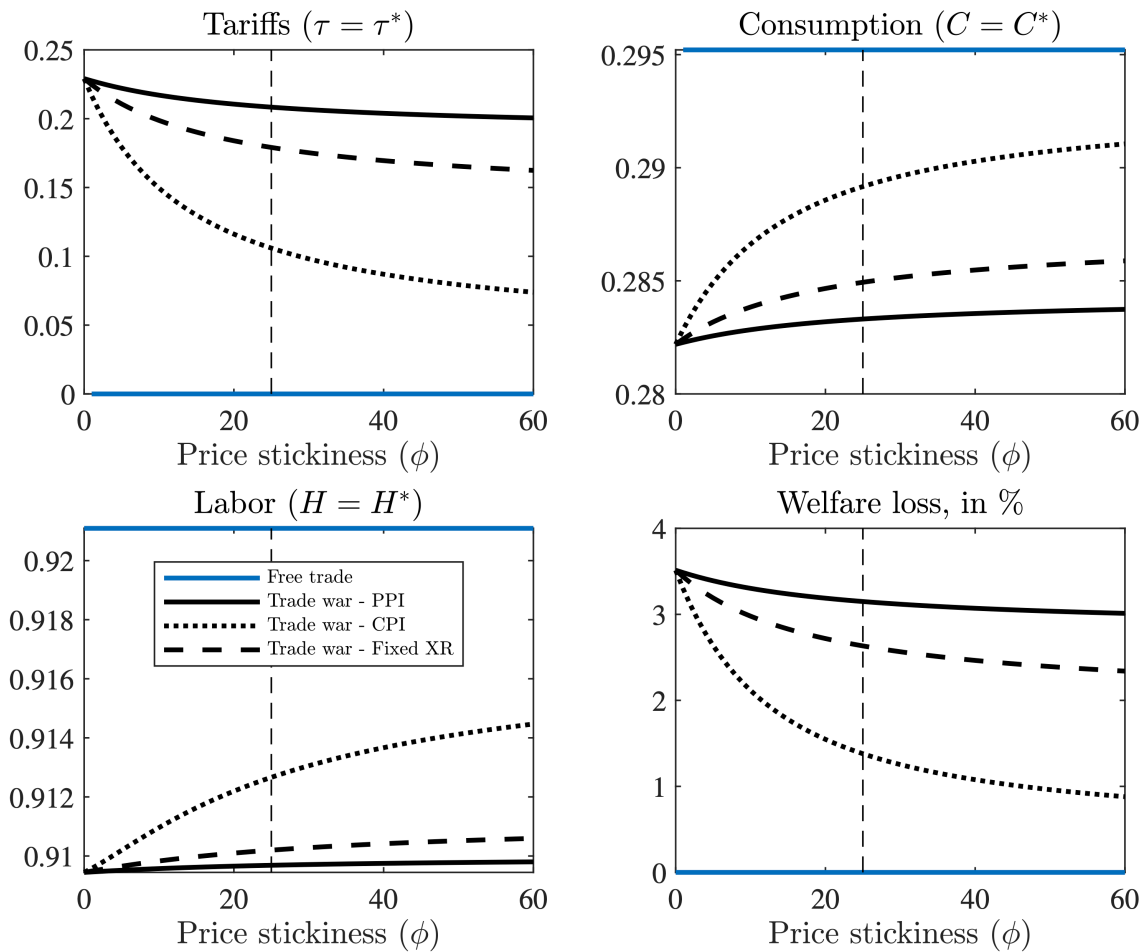 Tariffs (τ = τ*)
0.25
0.2
0.15
0.1
0.05
0
0 20 40 60
Price stickiness (ϕ)
Consumption (C = C*)
0.295
0.29
0.285
0.28
0 20 40 60
Price stickiness (ϕ)
Labor (H = H*)
0.92
0.918
0.916
0.914
0.912
0.91
Free trade
Trade war - PPI
Trade war - CPI
Trade war - Fixed XR
0 20 40 60
Price stickiness (ϕ)
Welfare loss, in %
4
3
2
1
0
0 20 40 60
Price stickiness (ϕ)